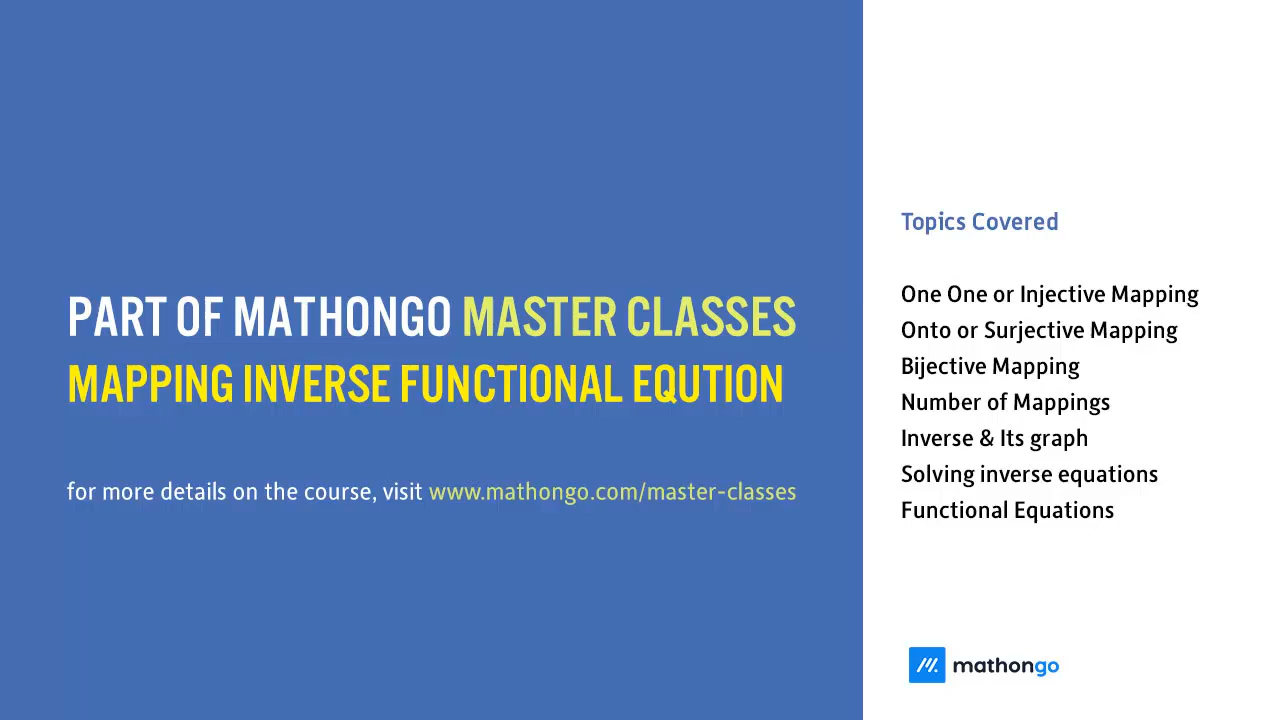 PART OF MATHONGO MASTER CLASSES
MAPPING INVERSE FUNCTIONAL EQUTION
for more details on the course, visit www.mathongo.com/master-classes
Topics Covered
One One or Injective Mapping
Onto or Surjective Mapping
Bijective Mapping
Number of Mappings
Inverse & Its graph
Solving inverse equations
Functional Equations
mathongo